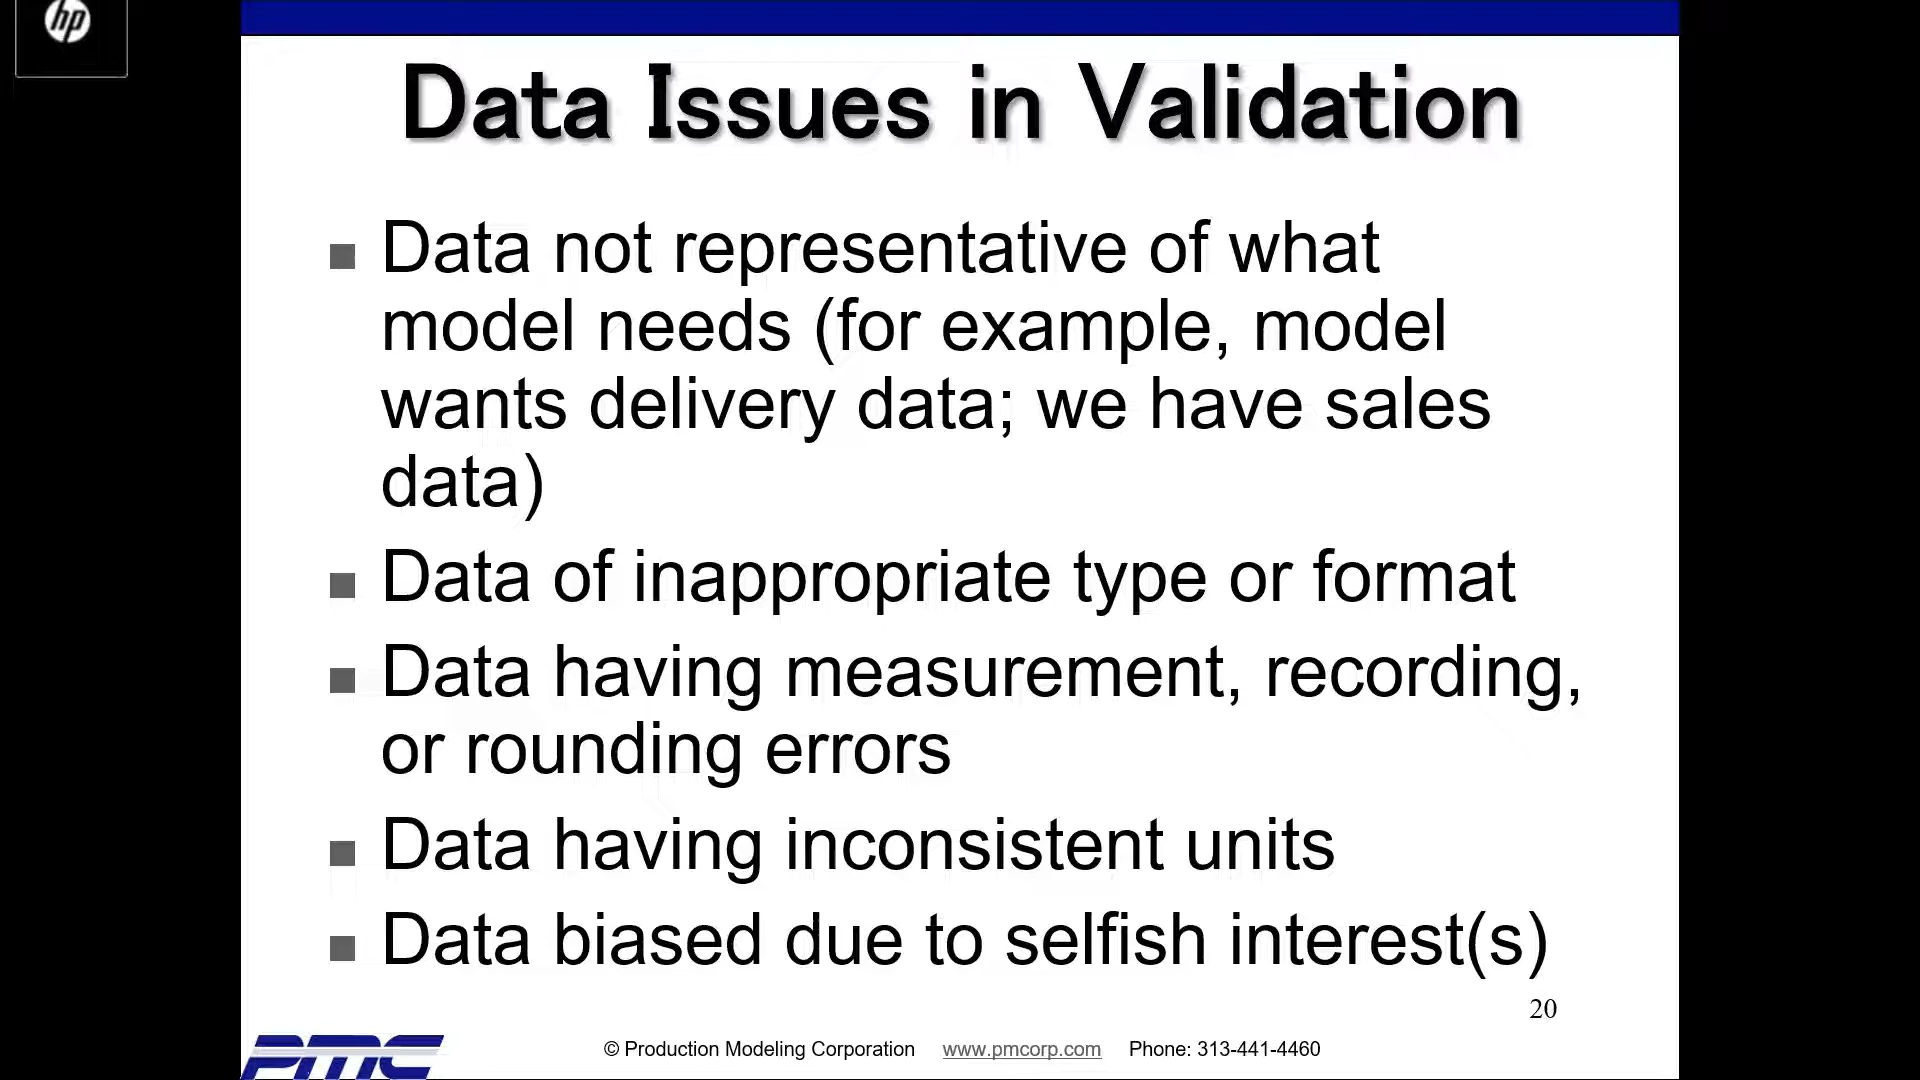 hp
Data Issues in Validation
Data not representative of what
model needs (for example, model
wants delivery data; we have sales
data)
Data of inappropriate type or format
Data having measurement, recording,
or rounding errors
Data having inconsistent units
Data biased due to selfish interest(s)
20
PMC
© Production Modeling Corporation www.pmcorp.com Phone: 313-441-4460